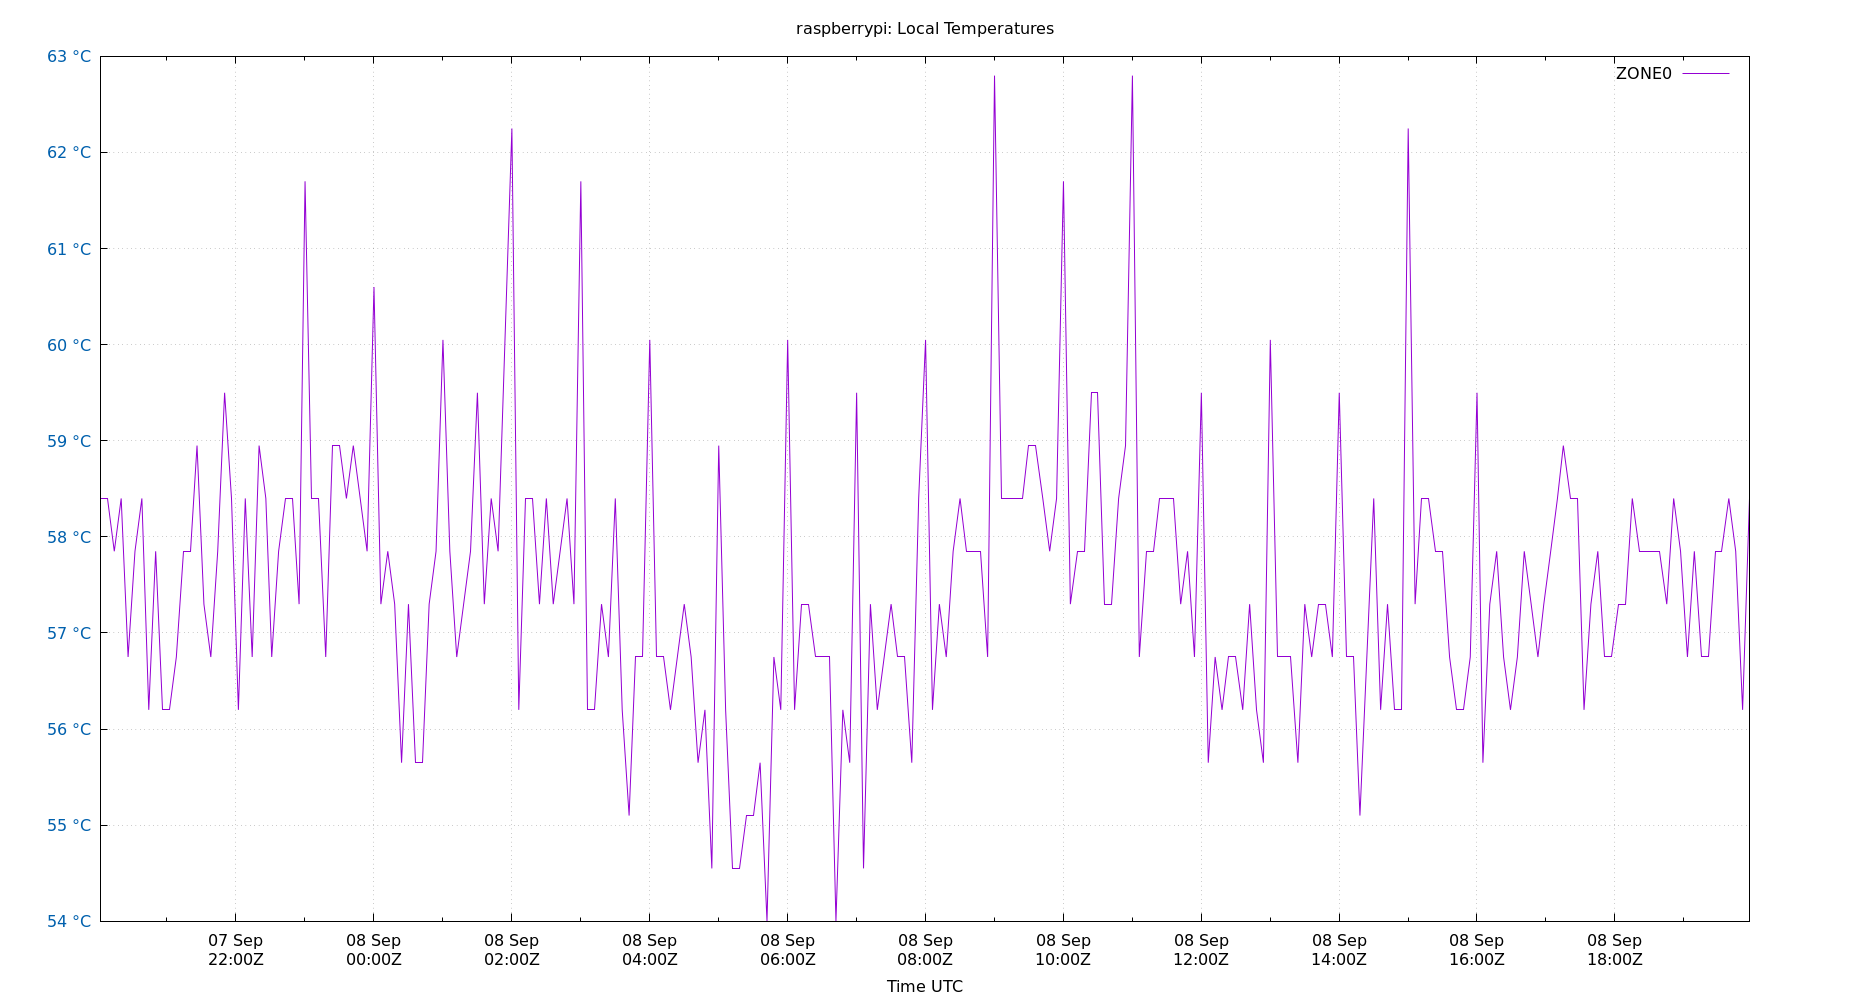 raspberrypi: Local Temperatures
63 °C
ZONE0
62 °C
61 °C
60 °C
59 °C
58 °C
57 °C
56 °C
55 °C
54 °C
07 Sep 08 Sep 08 Sep 08 Sep 08 Sep 08 Sep 08 Sep 08 Sep 08 Sep 08 Sep 08 Sep
22:00Z 00:00Z 02:00Z 04:00Z 06:00Z 08:00Z 10:00Z 12:00Z 14:00Z 16:00Z 18:00Z
Time UTC